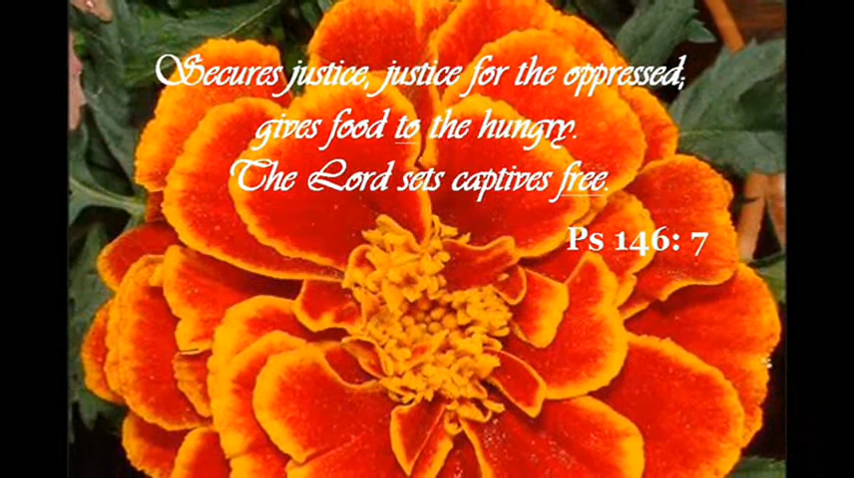 Secures justice, justice for the oppressed;
gives food to the hungry.
The Lord sets captives free.
Ps 146: 7